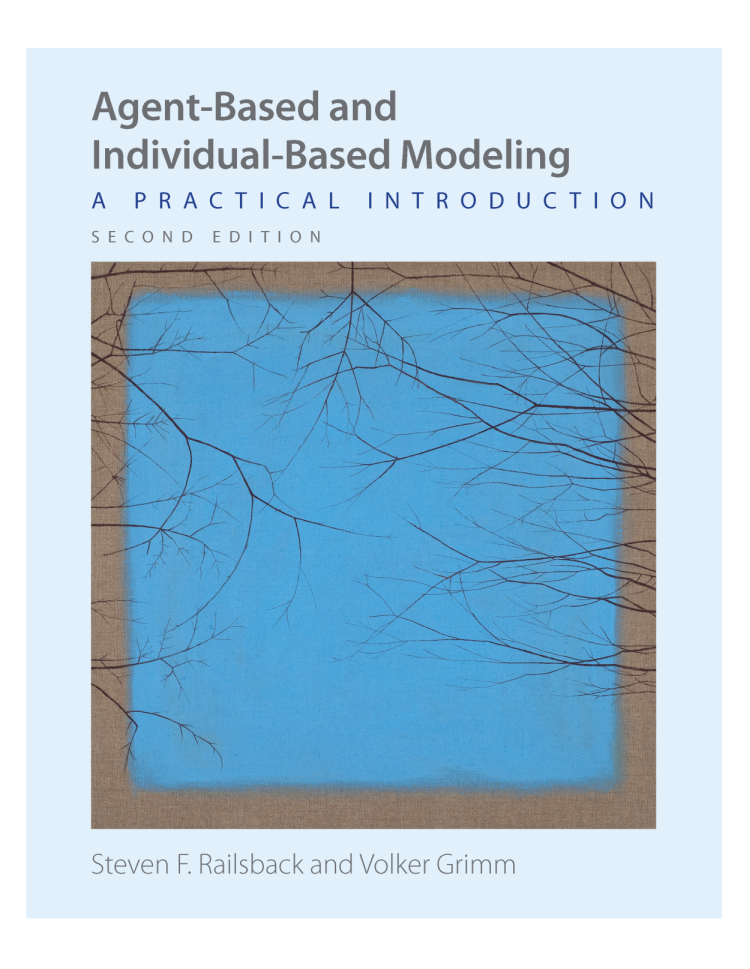 Agent-Based and
Individual-Based Modeling
A PRACTICAL INTRODUCTION
SECOND EDITION
Steven F. Railsback and Volker Grimm